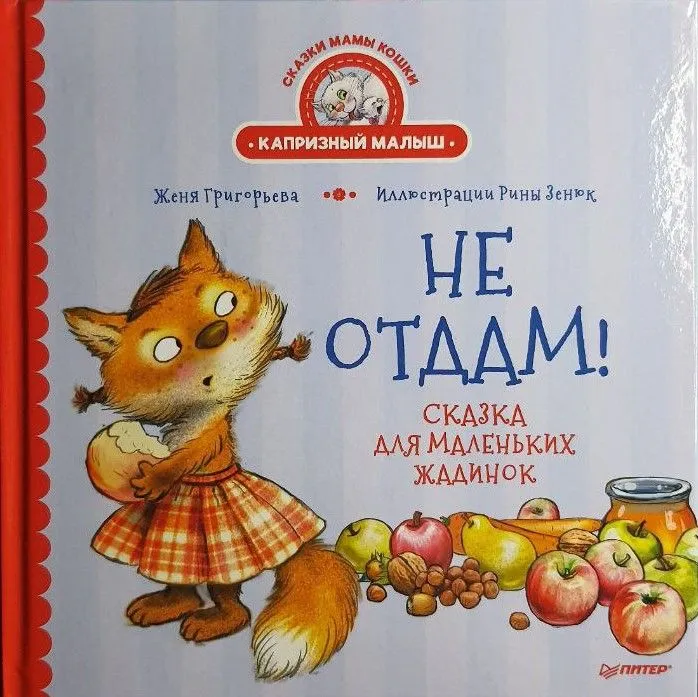 СКАЗКИ МАМЫ КОШКИ
• КАПРИЗНЫЙ МАЛЫШ •
Женя Григорьева
Иллюстрации Рины Зенюк
НЕ
ОТДАМ!
СКАЗКА
ДЛЯ МАЛЕНЬКИХ
ЖАДИНОК
ПИТЕР®